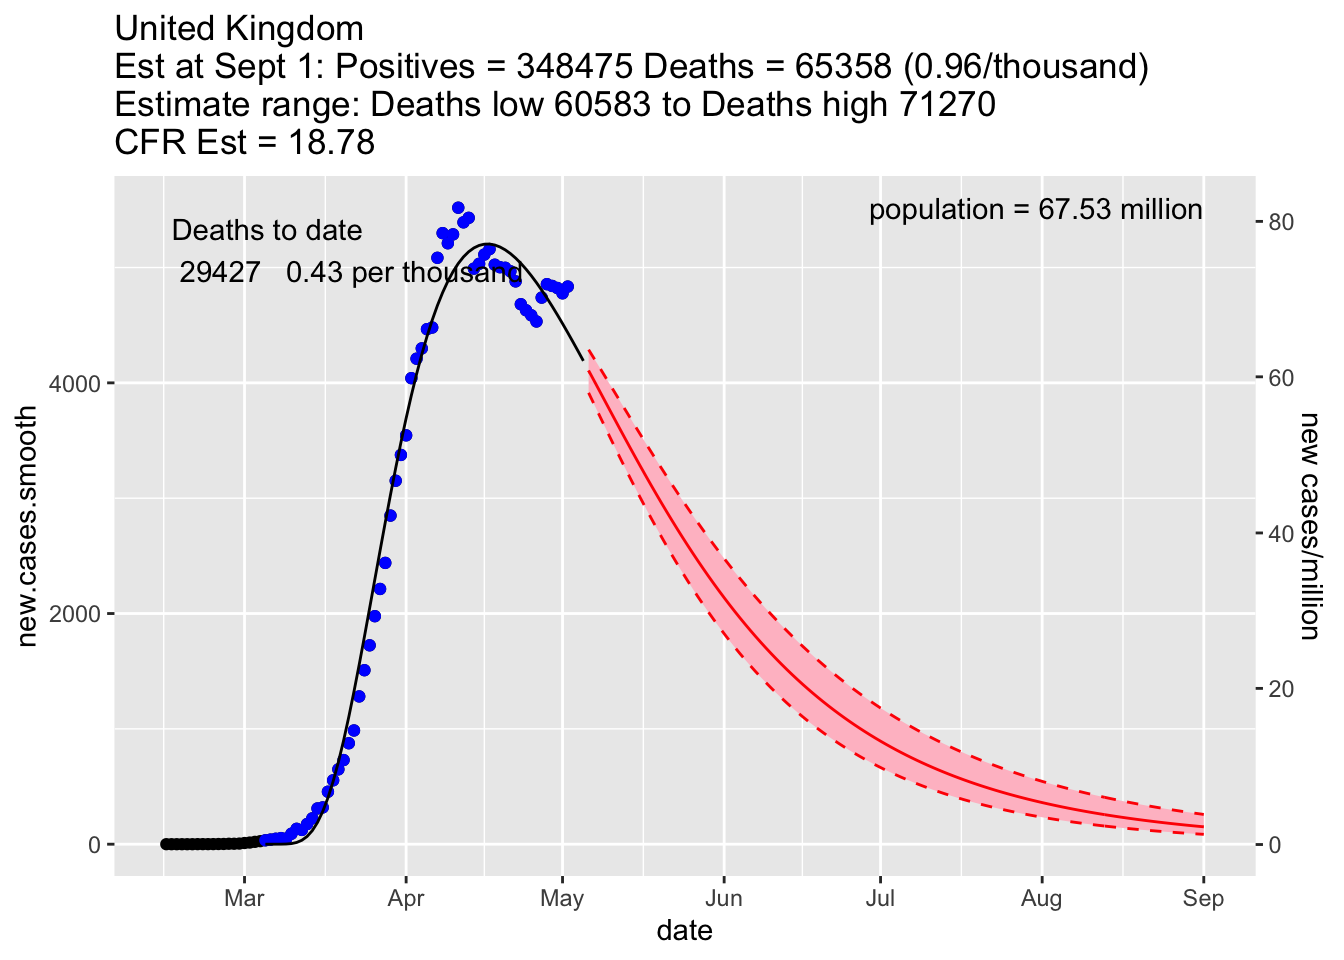 United Kingdom
Est at Sept 1: Positives = 348475 Deaths = 65358 (0.96/thousand)
Estimate range: Deaths low 60583 to Deaths high 71270
CFR Est = 18.78
population = 67.53 million
Deaths to date
29427 0.43 per thousand
new.cases.smooth
4000
2000
0
80
60
40
20
0
new cases/million
Mar Apr May Jun Jul Aug Sep
date